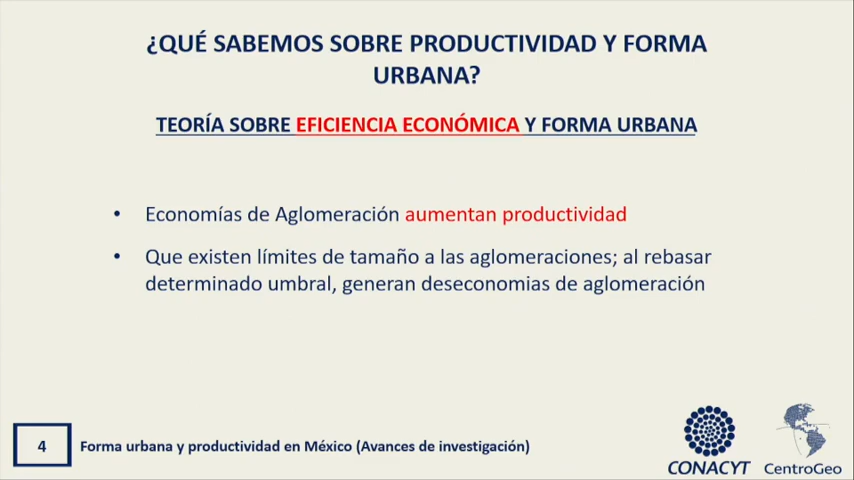 ¿QUÉ SABEMOS SOBRE PRODUCTIVIDAD Y FORMA
URBANA?
TEORÍA SOBRE EFICIENCIA ECONÓMICA Y FORMA URBANA
• Economías de Aglomeración aumentan productividad
• Que existen límites de tamaño a las aglomeraciones; al rebasar
determinado umbral, generan deseconomias de aglomeración
4
Forma urbana y productividad en México (Avances de investigación)
CONACYT
CentroGeo